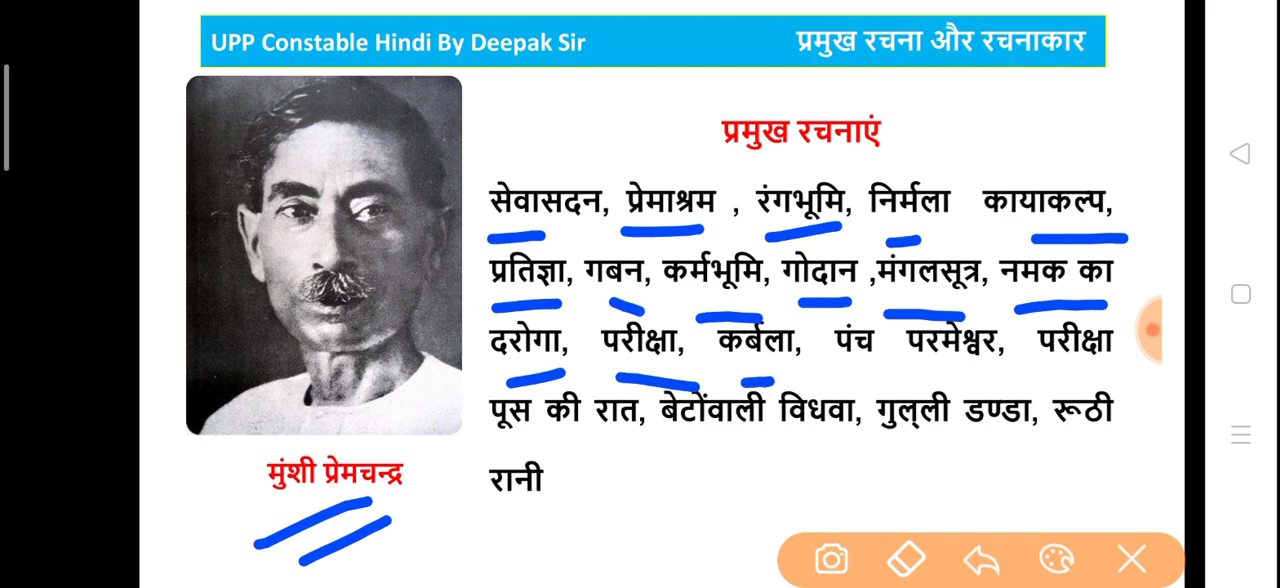 UPP Constable Hindi By Deepak Sir प्रमुख रचना और रचनाकार
प्रमुख रचनाएं
सेवासदन, प्रेमाश्रम , रंगभूमि, निर्मला कायाकल्प,
प्रतिज्ञा, गबन, कर्मभूमि, गोदान ,मंगलसूत्र, नमक का
दरोगा, परीक्षा, कर्बला, पंच परमेश्वर, परीक्षा
पूस की रात, बेटोंवाली विधवा, गुल्ली डण्डा, रूठी
रानी
मुंशी प्रेमचन्द्र